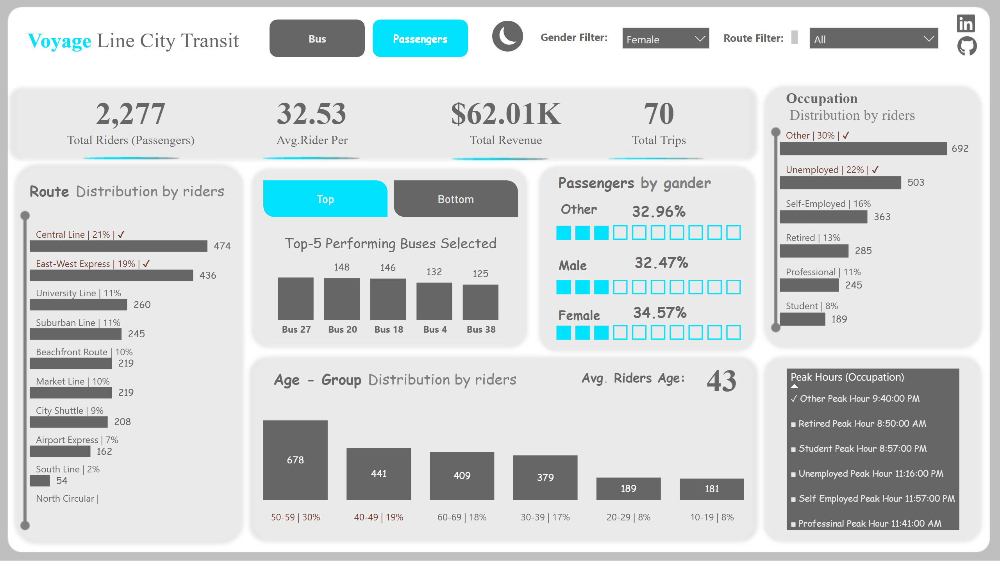 Voyage Line City Transit
Bus
Passengers
Gender Filter:
Female
Route Filter:
All
in
2,277
Total Riders (Passengers)
32.53
Avg.Rider Per
$62.01K
Total Revenue
70
Total Trips
Occupation
Distribution by riders
Other | 30% | ✓
692
Unemployed | 22% | ✓
503
Self-Employed | 16%
363
Retired | 13%
285
Professional | 11%
245
Student | 8%
189
Route Distribution by riders
Central Line | 21% | ✓
474
East-West Express | 19% | ✓
436
University Line | 11%
260
Suburban Line | 11%
245
Beachfront Route | 10%
219
Market Line | 10%
219
City Shuttle | 9%
208
Airport Express | 7%
162
South Line | 2%
54
North Circular |
Top
Bottom
Top-5 Performing Buses Selected
148
146
132
125
Bus 27
Bus 20
Bus 18
Bus 4
Bus 38
Passengers by gander
Other 32.96%
Male 32.47%
Female 34.57%
Age - Group Distribution by riders
Avg. Riders Age: 43
678
441
409
379
189
181
50-59 | 30%
40-49 | 19%
60-69 | 18%
30-39 | 17%
20-29 | 8%
10-19 | 8%
Peak Hours (Occupation)
✓ Other Peak Hour 9:40:00 PM
▪ Retired Peak Hour 8:50:00 AM
▪ Student Peak Hour 8:57:00 PM
▪ Unemployed Peak Hour 11:16:00 PM
▪ Self Employed Peak Hour 11:57:00 PM
▪ Professinal Peak Hour 11:41:00 AM